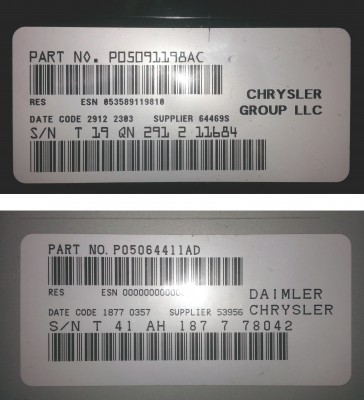 PART NO. P05091198AC
RES ESN 053589119810
CHRYSLER
GROUP LLC
DATE CODE 2912 2303 SUPPLIER 64469S
S/N T 19 QN 291 2 11684
PART NO. P05064411AD
RES ESN 000000000000
DAIMLER
CHRYSLER
DATE CODE 1877 0357 SUPPLIER 53956
S/N T 41 AH 187 7 78042